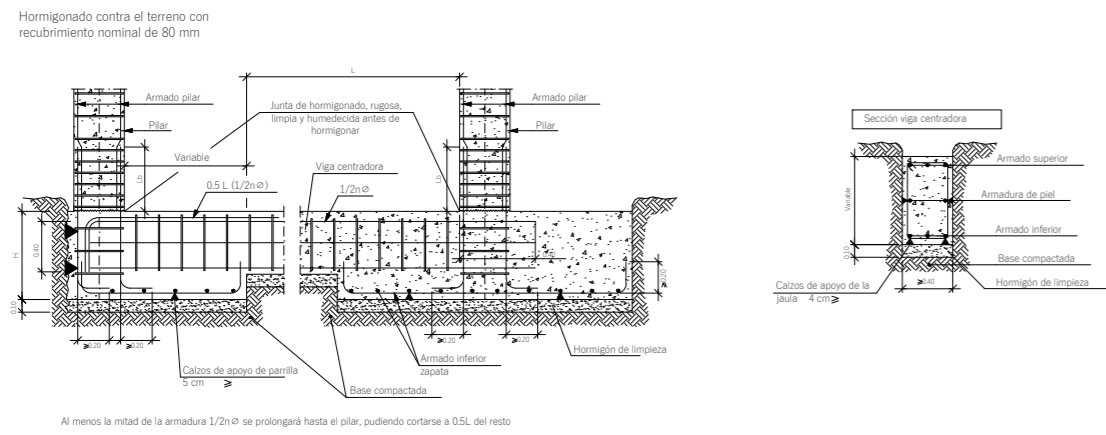 Hormigonado contra el terreno con
recubrimiento nominal de 80 mm
L
Armado pilar
Pilar
Junta de hormigonado, rugosa,
limpia y humedecida antes de
hormigonar
Armado pilar
Pilar
Variable
Lb
Lb
Viga centradora
0.5 L (1/2n∅)
1/2n∅
H
0.40
0.10
≥0.20
≥0.20
≥0.20
≥0.20
≥0.20
Calzos de apoyo de parrilla
5 cm ≥
Armado inferior
zapata
Hormigón de limpieza
Base compactada
Sección viga centradora
Armado superior
Armadura de piel
Armado inferior
Base compactada
Hormigón de limpieza
Variable
0.10
≥0.40
Calzos de apoyo de la
jaula 4 cm≥
Al menos la mitad de la armadura 1/2n∅ se prolongará hasta el pilar, pudiendo cortarse a 0.5L del resto